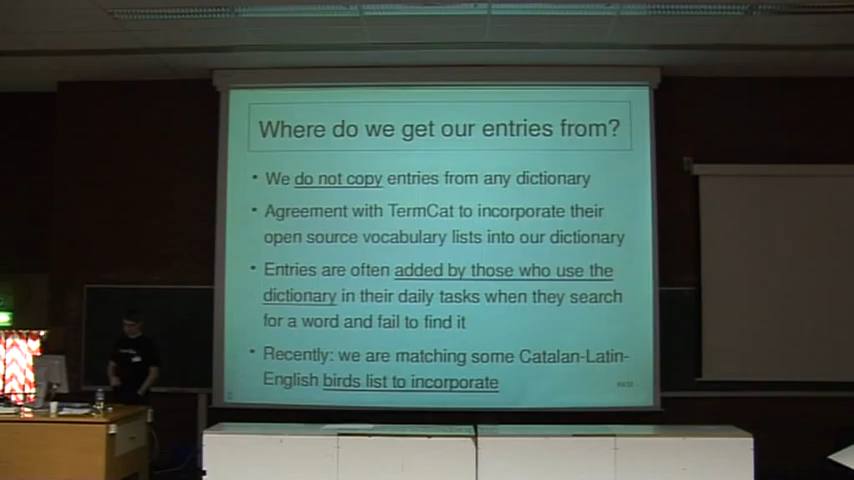 Where do we get our entries from?
• We do not copy entries from any dictionary
• Agreement with TermCat to incorporate their
open source vocabulary lists into our dictionary
• Entries are often added by those who use the
dictionary in their daily tasks when they search
for a word and fail to find it
• Recently: we are matching some Catalan-Latin-
English birds list to incorporate